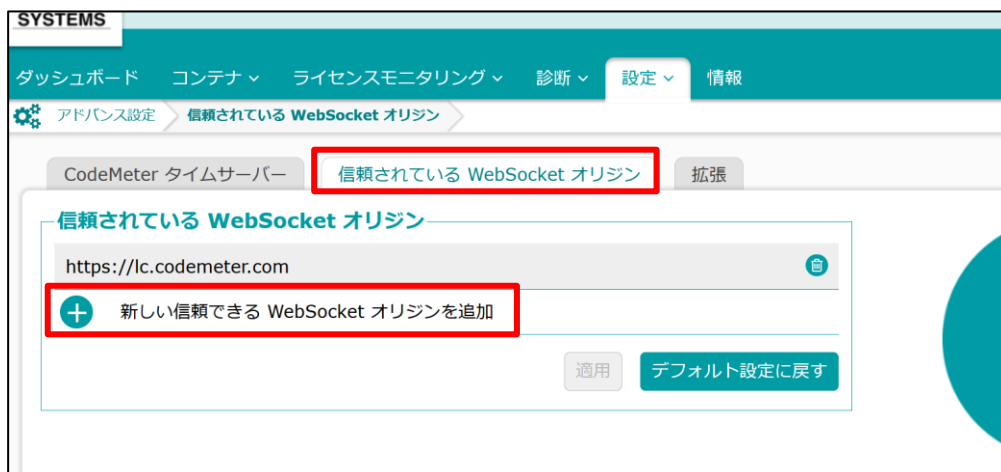 SYSTEMS
ダッシュボード コンテナ ライセンスモニタリング 診断 設定 情報
アドバンス設定 信頼されている WebSocket オリジン
CodeMeter タイムサーバー 信頼されている WebSocket オリジン 拡張
信頼されている WebSocket オリジン
https://lc.codemeter.com
新しい信頼できる WebSocket オリジンを追加
適用 デフォルト設定に戻す